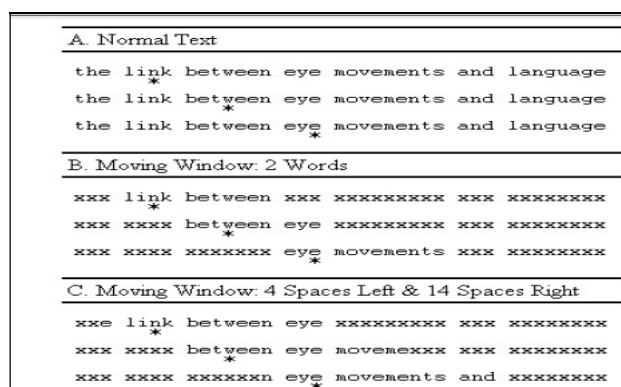 A. Normal Text
the link between eye movements and language
*
the link between eye movements and language
*
the link between eye movements and language
*
B. Moving Window: 2 Words
xxx link between xxx xxxxxxxxx xxx xxxxxxxx
*
xxx xxxx between eye xxxxxxxxx xxx xxxxxxxx
*
xxx xxxx xxxxxxx eye movements xxx xxxxxxxx
*
C. Moving Window: 4 Spaces Left & 14 Spaces Right
xxe link between eye xxxxxxxxx xxx xxxxxxxx
*
xxx xxxx between eye movemexxx xxx xxxxxxxx
*
xxx xxxx xxxxxxn eye movements and xxxxxxxx
*